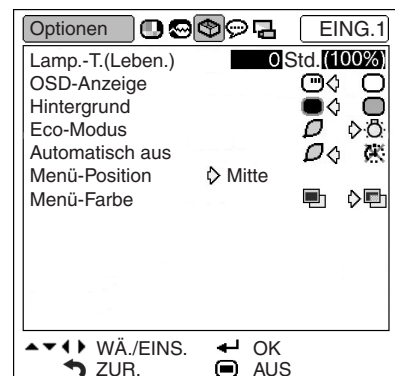 Optionen EING.1
Lamp.-T.(Leben.) 0 Std.(100%)
OSD-Anzeige
Hintergrund
Eco-Modus
Automatisch aus
Menü-Position Mitte
Menü-Farbe
WÄ./EINS. OK
ZUR. AUS